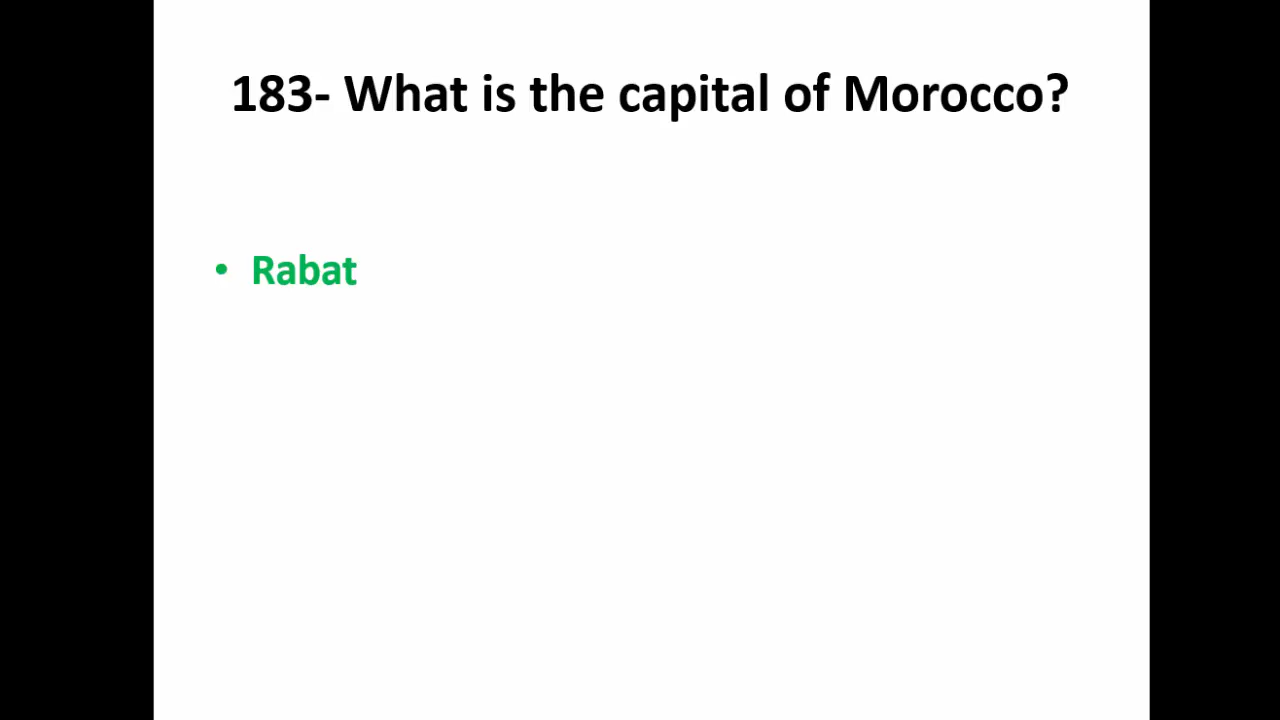 183- What is the capital of Morocco?
• Rabat